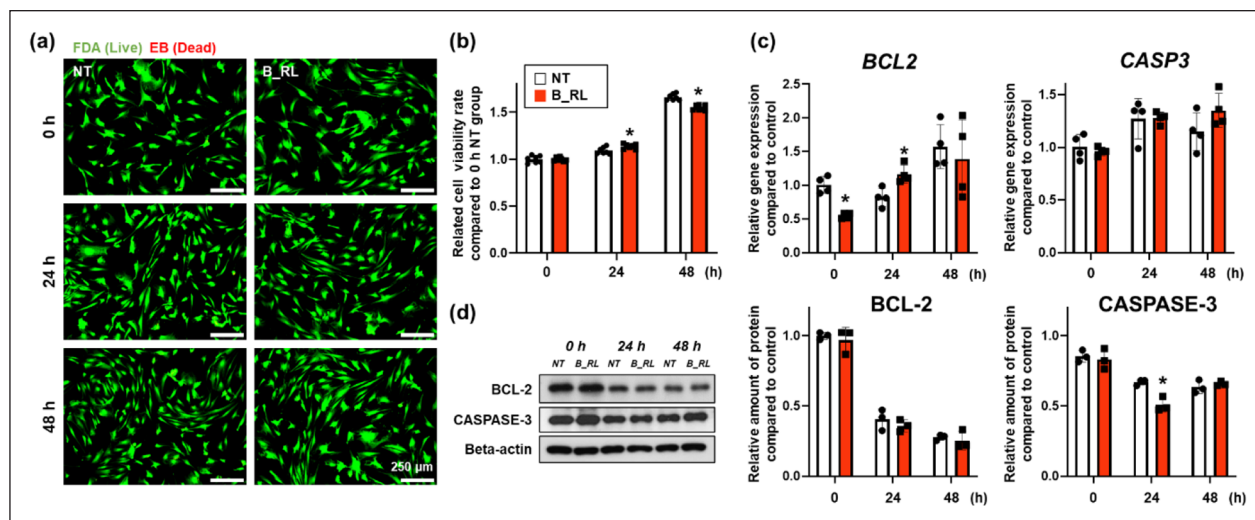 (a)
FDA (Live) EB (Dead)
NT
B_RL
0 h
24 h
48 h
250 µm
(b)
NT
B_RL
Related cell viability rate
compared to 0 h NT group
1.5
1.0
0.5
0.0
*
*
0
24
48
(h)
(c)
BCL2
Relative gene expression
compared to control
2.5
2.0
1.5
1.0
0.5
0.0
*
*
0
24
48
(h)
CASP3
Relative gene expression
compared to control
1.5
1.0
0.5
0.0
0
24
48
(h)
(d)
0 h
24 h
48 h
NT
B_RL
NT
B_RL
NT
B_RL
BCL-2
CASPASE-3
Beta-actin
BCL-2
Relative amount of protein
compared to control
1.0
0.5
0.0
0
24
48
(h)
CASPASE-3
Relative amount of protein
compared to control
1.0
0.5
0.0
*
0
24
48
(h)